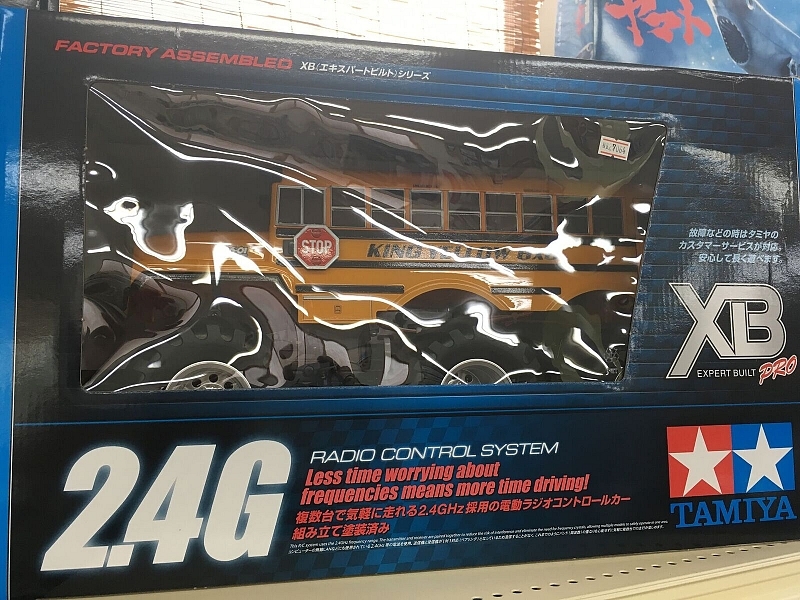 ヤマト
FACTORY ASSEMBLED XB(エキスパートビルト)シリーズ
STOP
KING YELLOW
故障などの時はタミヤの
カスタマーサービスが対応。
安心して長く遊べます。
XB
EXPERT BUILT PRO
2.4G
RADIO CONTROL SYSTEM
Less time worrying about
frequencies means more time driving!
複数台で気軽に走れる2.4GHz採用の電動ラジオコントロールカー
組み立て塗装済み
TAMIYA